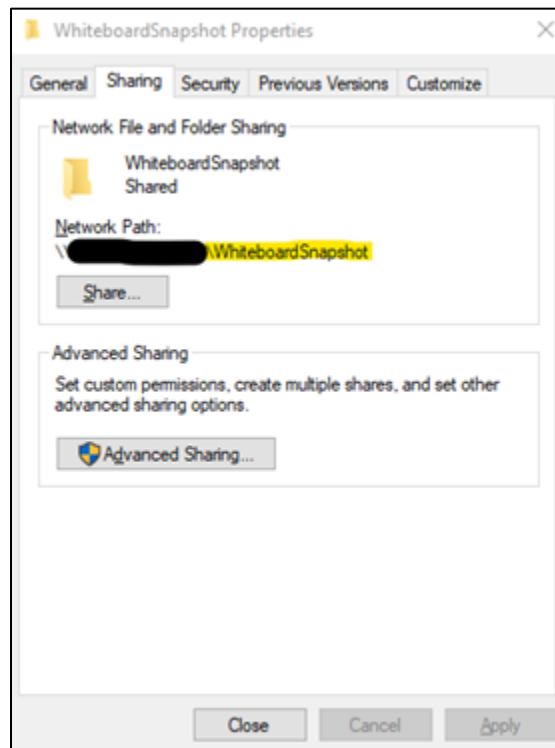 WhiteboardSnapshot Properties
General Sharing Security Previous Versions Customize
Network File and Folder Sharing
WhiteboardSnapshot
Shared
Network Path:
\\ \WhiteboardSnapshot
Share...
Advanced Sharing
Set custom permissions, create multiple shares, and set other
advanced sharing options.
Advanced Sharing...
Close Cancel Apply